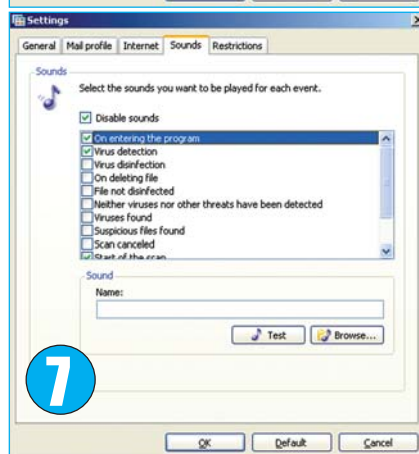 Settings
General Mail profile Internet Sounds Restrictions
Sounds
Select the sounds you want to be played for each event.
Disable sounds
On entering the program
Virus detection
Virus disinfection
On deleting file
File not disinfected
Neither viruses nor other threats have been detected
Viruses found
Suspicious files found
Scan canceled
Start of the scan
Sound
Name:
Test Browse...
7
OK Default Cancel